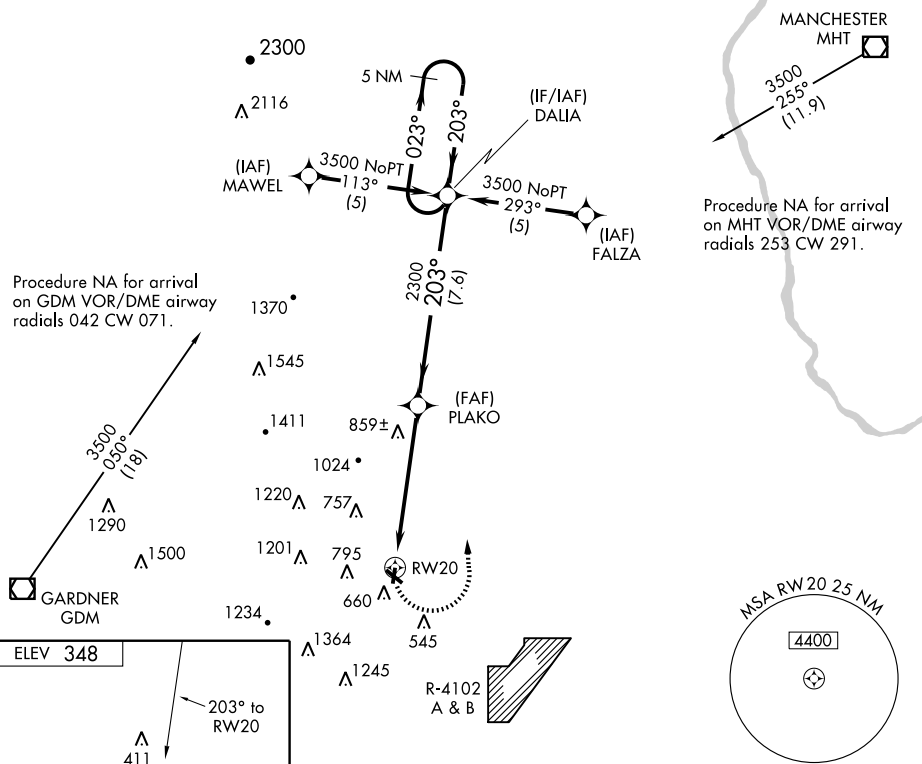 2300
2116
5 NM
023°
203°
(IF/IAF)
DALIA
MANCHESTER
MHT
3500
255°
(11.9)
(IAF)
MAWEL
3500 NoPT
113°
(5)
3500 NoPT
293°
(5)
(IAF)
FALZA
Procedure NA for arrival
on MHT VOR/DME airway
radials 253 CW 291.
2300
203°
(7.6)
Procedure NA for arrival
on GDM VOR/DME airway
radials 042 CW 071.
1370
1545
(FAF)
PLAKO
859±
1411
1024
3500
050°
(18)
1220
757
1290
1500
1201
795
RW20
660
545
GARDNER
GDM
1234
1364
1245
ELEV 348
203° to
RW20
411
R-4102
A & B
MSA RW20 25 NM
4400